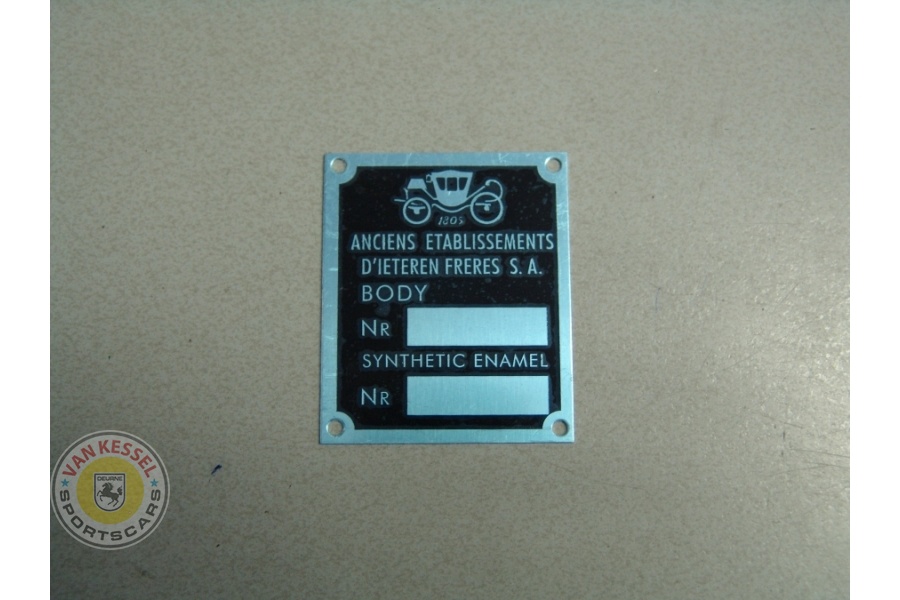 1805
ANCIENS ETABLISSEMENTS
D'IETEREN FRERES S. A.
BODY
NR
SYNTHETIC ENAMEL
NR
VAN KESSEL
DEURNE
SPORTSCARS